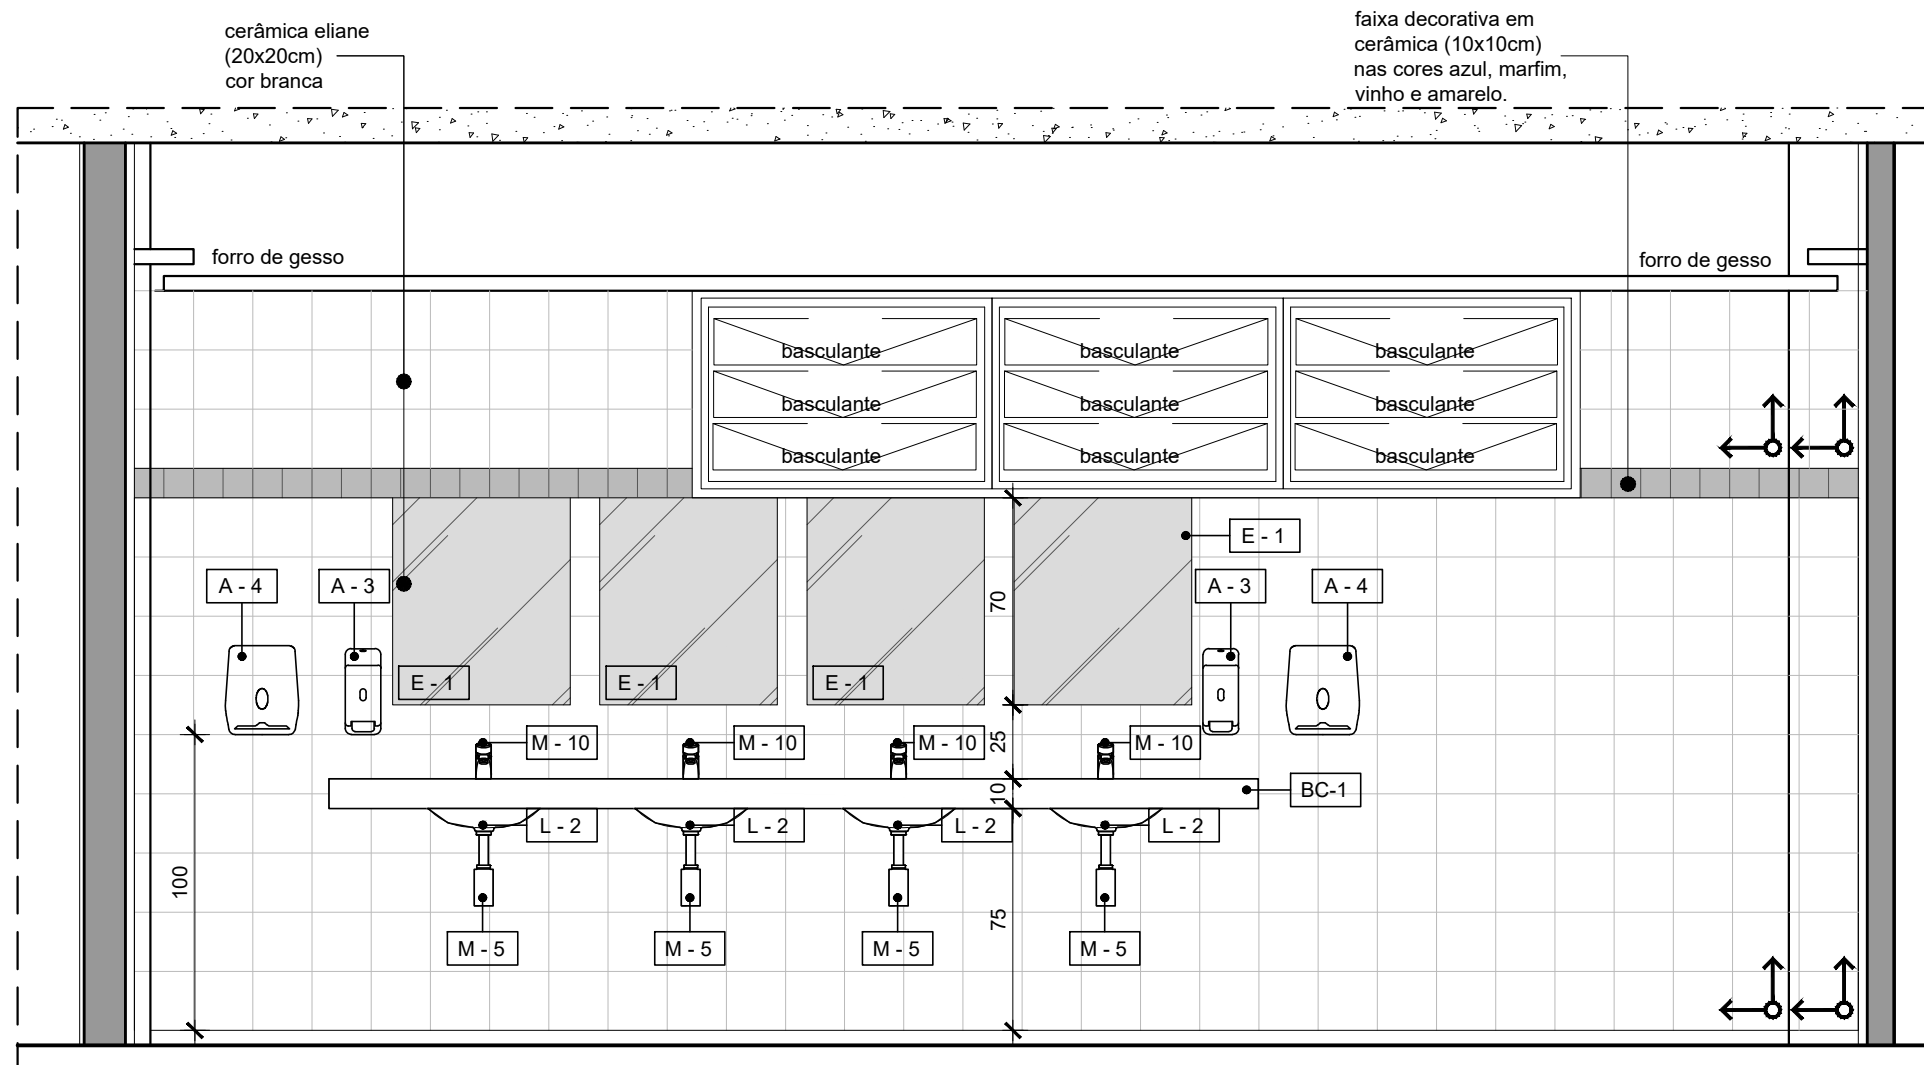 cerâmica eliane
(20x20cm)
cor branca
faixa decorativa em
cerâmica (10x10cm)
nas cores azul, marfim,
vinho e amarelo.
forro de gesso
forro de gesso
basculante
basculante
basculante
basculante
basculante
basculante
basculante
basculante
basculante
E - 1
A - 4
A - 3
A - 3
A - 4
70
E - 1
E - 1
E - 1
M - 10
M - 10
M - 10
25
M - 10
10
BC-1
L - 2
L - 2
L - 2
L - 2
100
75
M - 5
M - 5
M - 5
M - 5